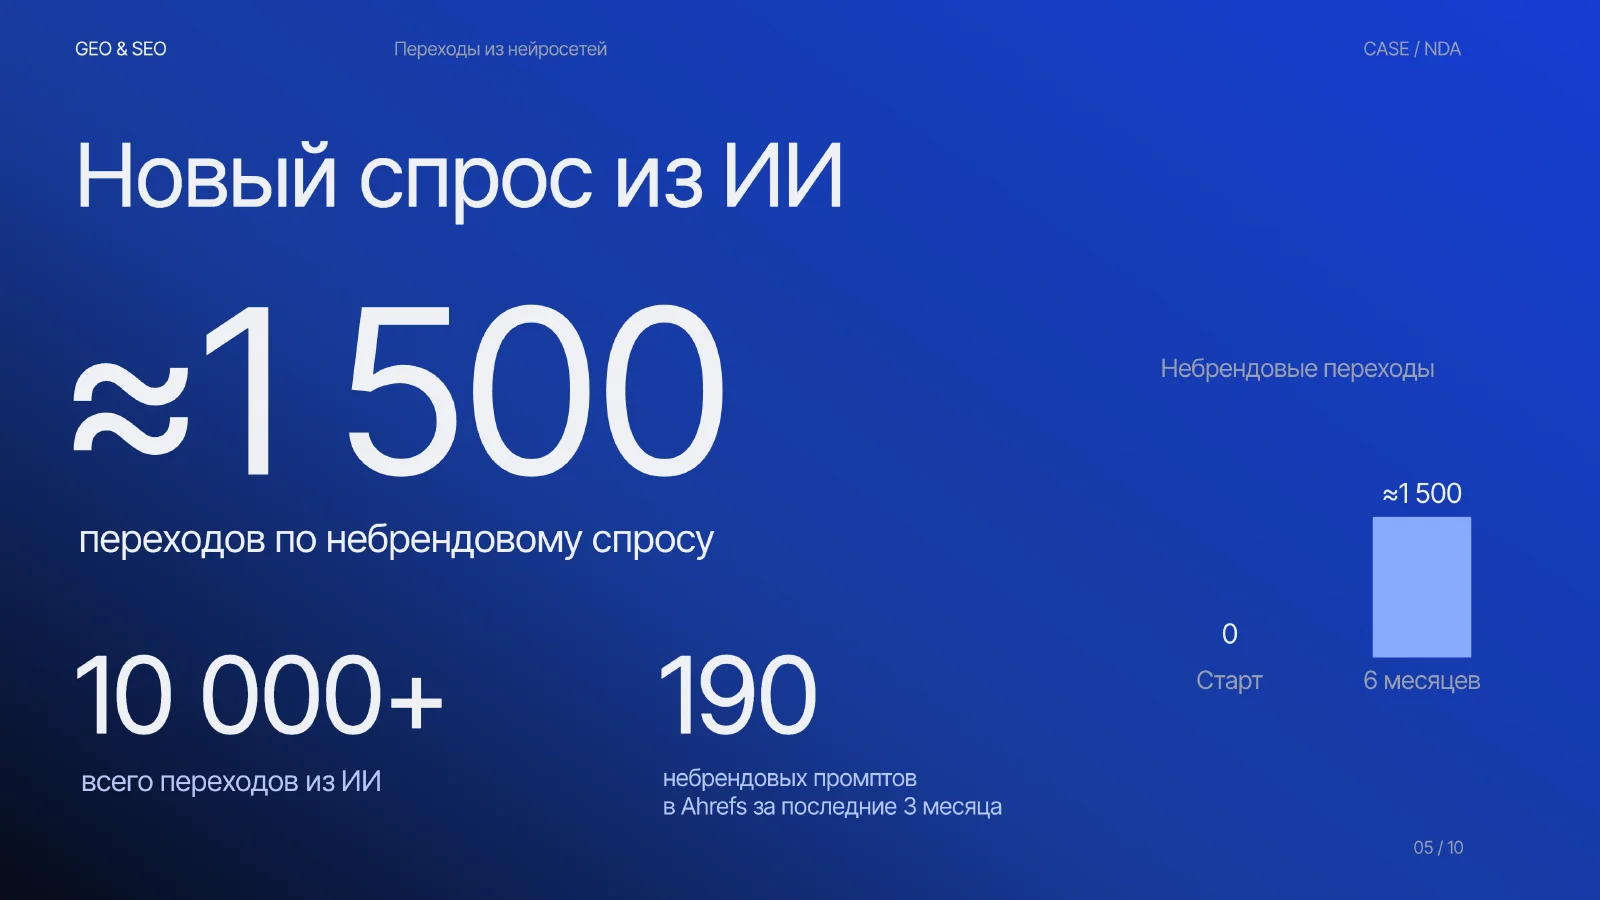 GEO & SEO
Переходы из нейросетей
CASE / NDA
Новый спрос из ИИ
≈1 500
переходов по небрендовому спросу
10 000+
всего переходов из ИИ
190
небрендовых промптов
в Ahrefs за последние 3 месяца
Небрендовые переходы
≈1 500
0
Старт
6 месяцев
05 / 10